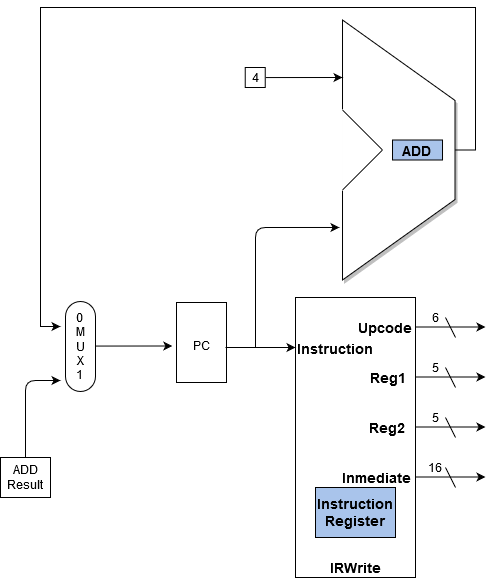 4
ADD
0
M
U
X
1
PC
ADD
Result
Instruction
Upcode
6
Reg1
5
Reg2
5
Inmediate
16
Instruction
Register
IRWrite